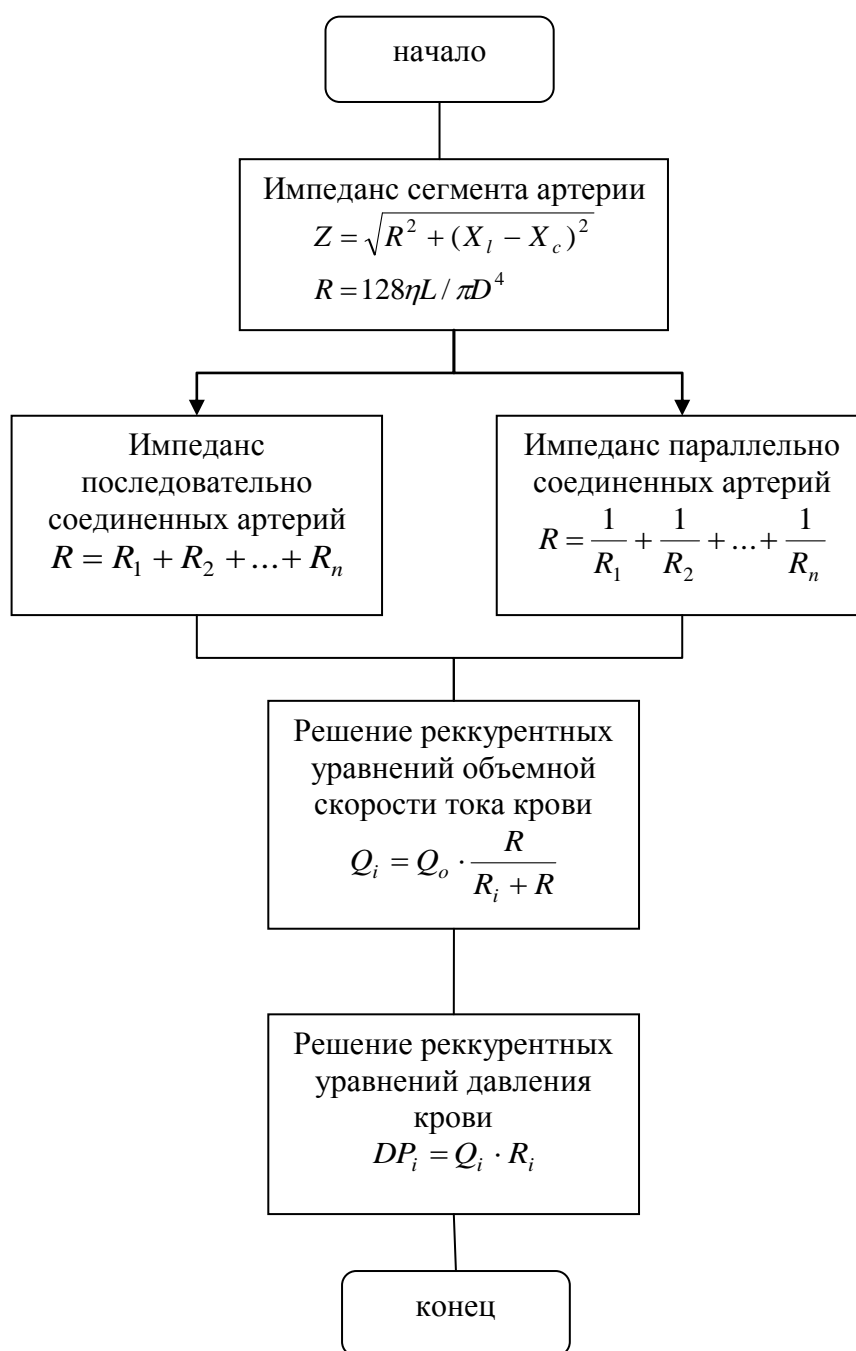 начало
Импеданс сегмента артерии
Z = √(R² + (X_l − X_c)²)
R = 128ηL / πD⁴
Импеданс
последовательно
соединенных артерий
R = R₁ + R₂ + ... + Rₙ
Импеданс параллельно
соединенных артерий
R = 1/R₁ + 1/R₂ + ... + 1/Rₙ
Решение реккурентных
уравнений объемной
скорости тока крови
Q_i = Q_o · R/(R_i + R)
Решение реккурентных
уравнений давления
крови
DP_i = Q_i · R_i
конец